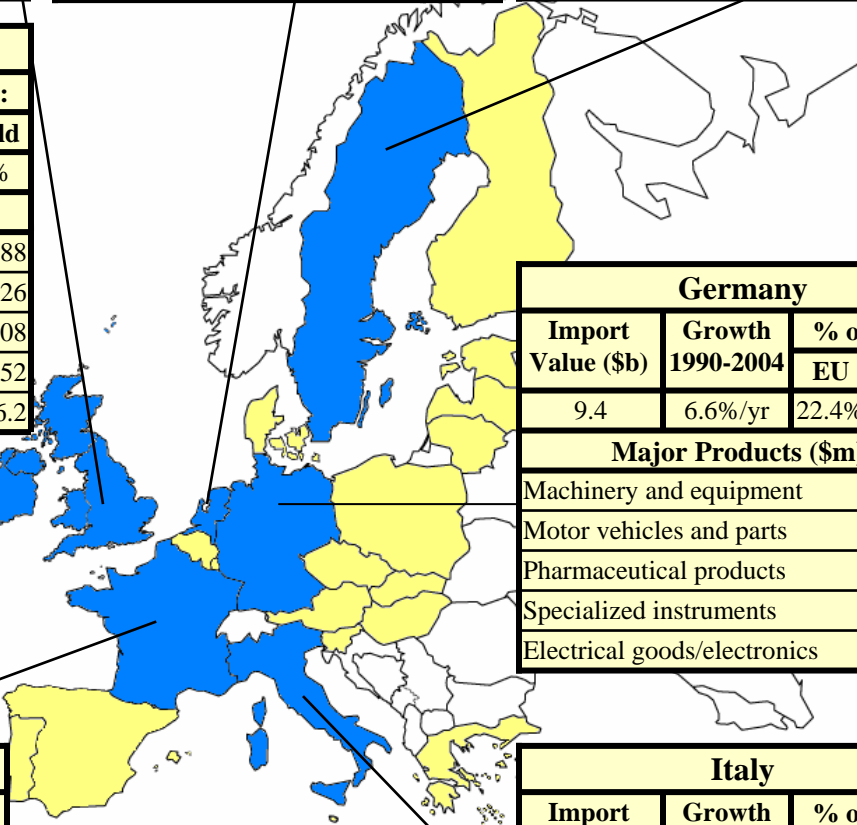 :
ld
%
88
26
08
52
6.2
Germany
Import Growth % o
Value ($b) 1990-2004 EU
9.4 6.6%/yr 22.4%
Major Products ($m
Machinery and equipment
Motor vehicles and parts
Pharmaceutical products
Specialized instruments
Electrical goods/electronics
Italy
Import Growth % o